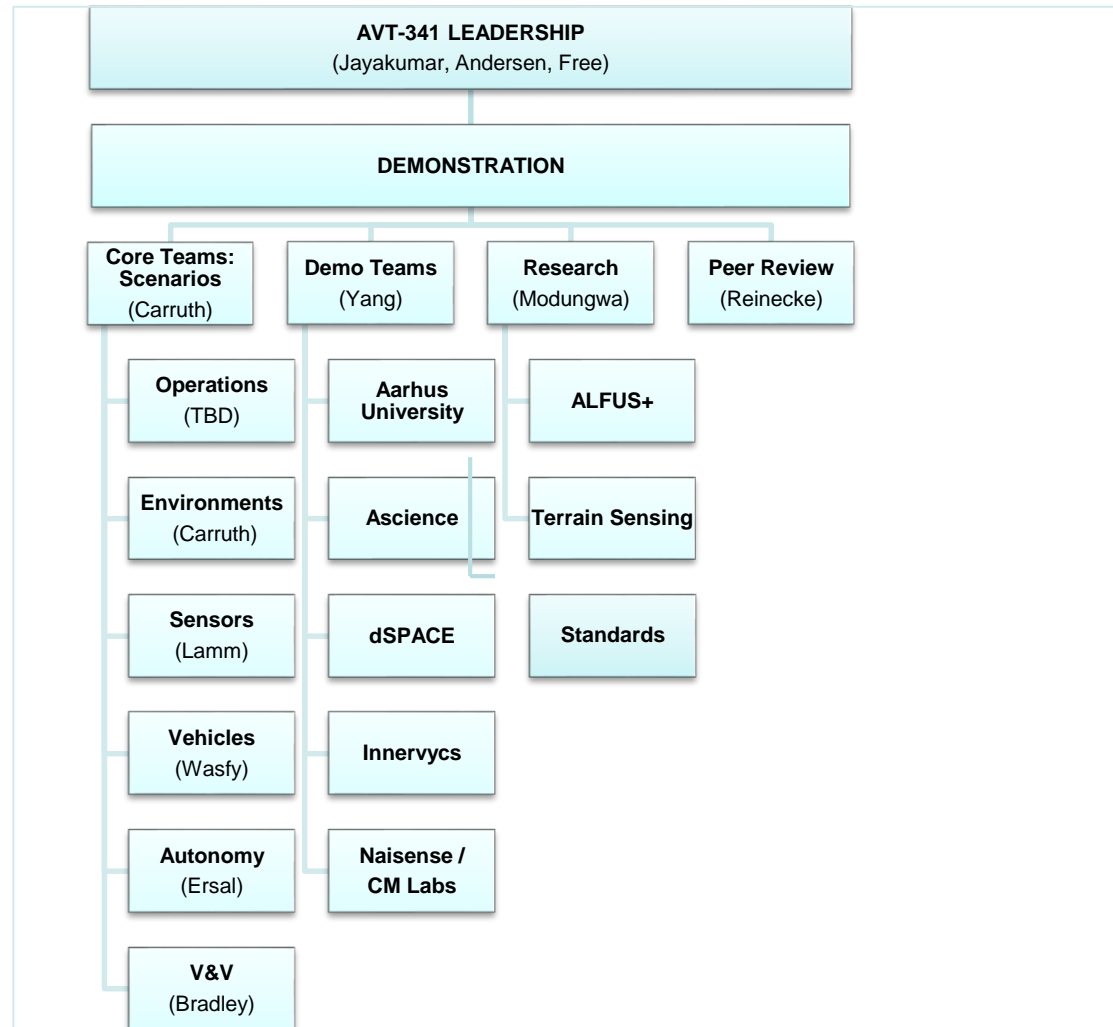 AVT-341 LEADERSHIP
(Jayakumar, Andersen, Free)
DEMONSTRATION
Core Teams:
Scenarios
(Carruth)
Operations
(TBD)
Environments
(Carruth)
Sensors
(Lamm)
Vehicles
(Wasfy)
Autonomy
(Ersal)
V&V
(Bradley)
Demo Teams
(Yang)
Aarhus
University
Ascience
dSPACE
Innervycs
Naisense /
CM Labs
Research
(Modungwa)
ALFUS+
Terrain Sensing
Standards
Peer Review
(Reinecke)